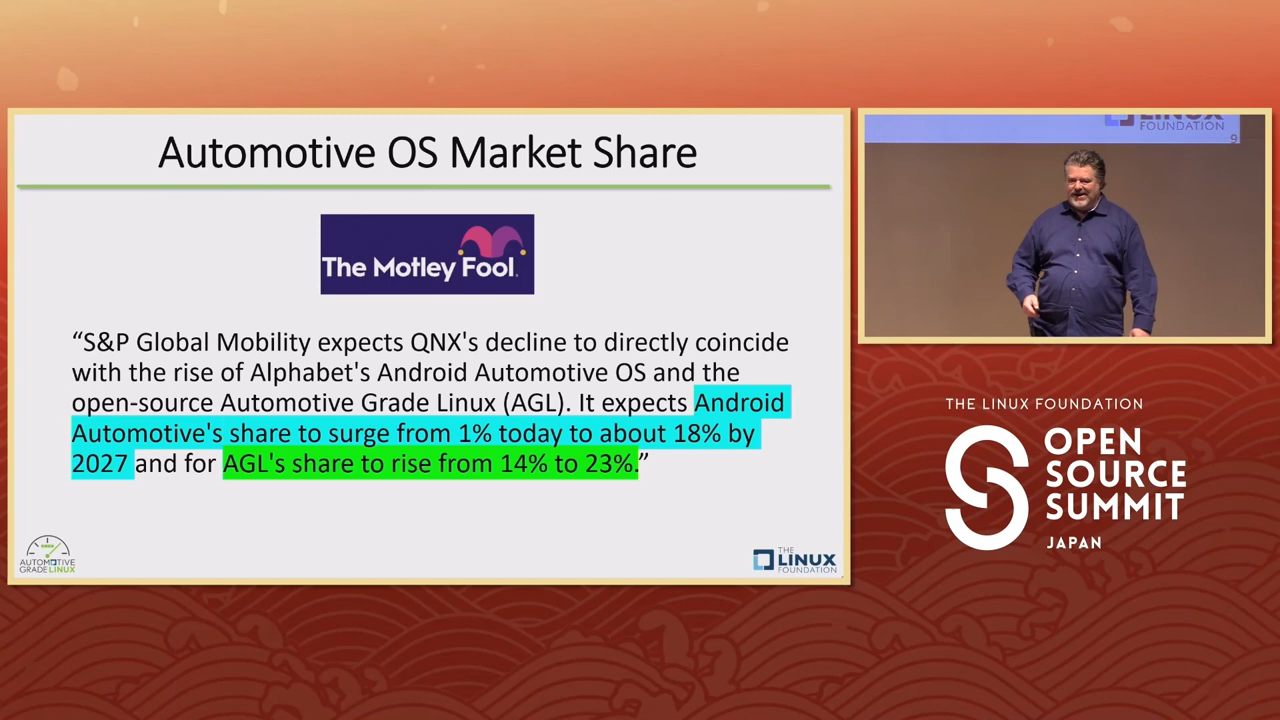 Automotive OS Market Share
The Motley Fool.
“S&P Global Mobility expects QNX's decline to directly coincide
with the rise of Alphabet's Android Automotive OS and the
open-source Automotive Grade Linux (AGL). It expects Android
Automotive's share to surge from 1% today to about 18% by
2027 and for AGL's share to rise from 14% to 23%.”
AUTOMOTIVE
GRADE LINUX
THE
LINUX
FOUNDATION
LINUX
FOUNDATION
9
THE LINUX FOUNDATION
OPEN
SOURCE
SUMMIT
JAPAN